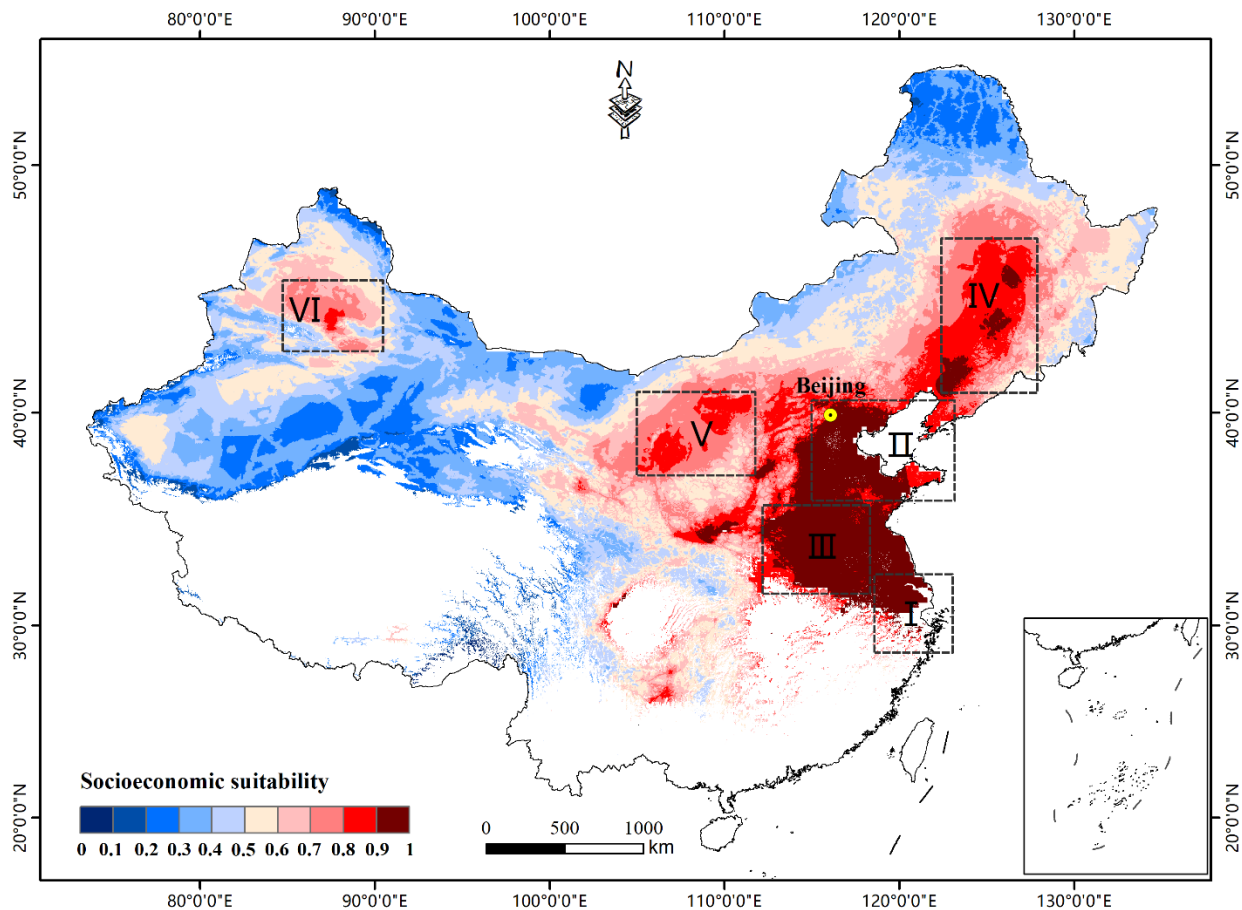 80°0'0"E 90°0'0"E 100°0'0"E 110°0'0"E 120°0'0"E 130°0'0"E
N
50°0'0"N 50°0'0"N
VI
IV
Beijing
40°0'0"N 40°0'0"N
V
II
III
I
30°0'0"N 30°0'0"N
Socioeconomic suitability
0 0.1 0.2 0.3 0.4 0.5 0.6 0.7 0.8 0.9 1
0 500 1000
km
20°0'0"N 20°0'0"N
80°0'0"E 90°0'0"E 100°0'0"E 110°0'0"E 120°0'0"E 130°0'0"E